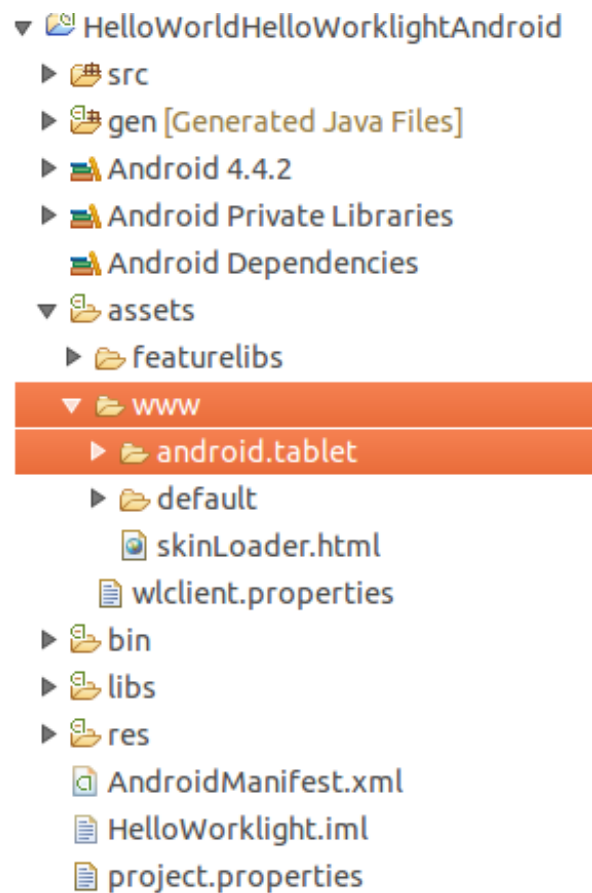 HelloWorldHelloWorklightAndroid
src
gen [Generated Java Files]
Android 4.4.2
Android Private Libraries
Android Dependencies
assets
featurelibs
www
android.tablet
default
skinLoader.html
wlclient.properties
bin
libs
res
AndroidManifest.xml
HelloWorklight.iml
project.properties